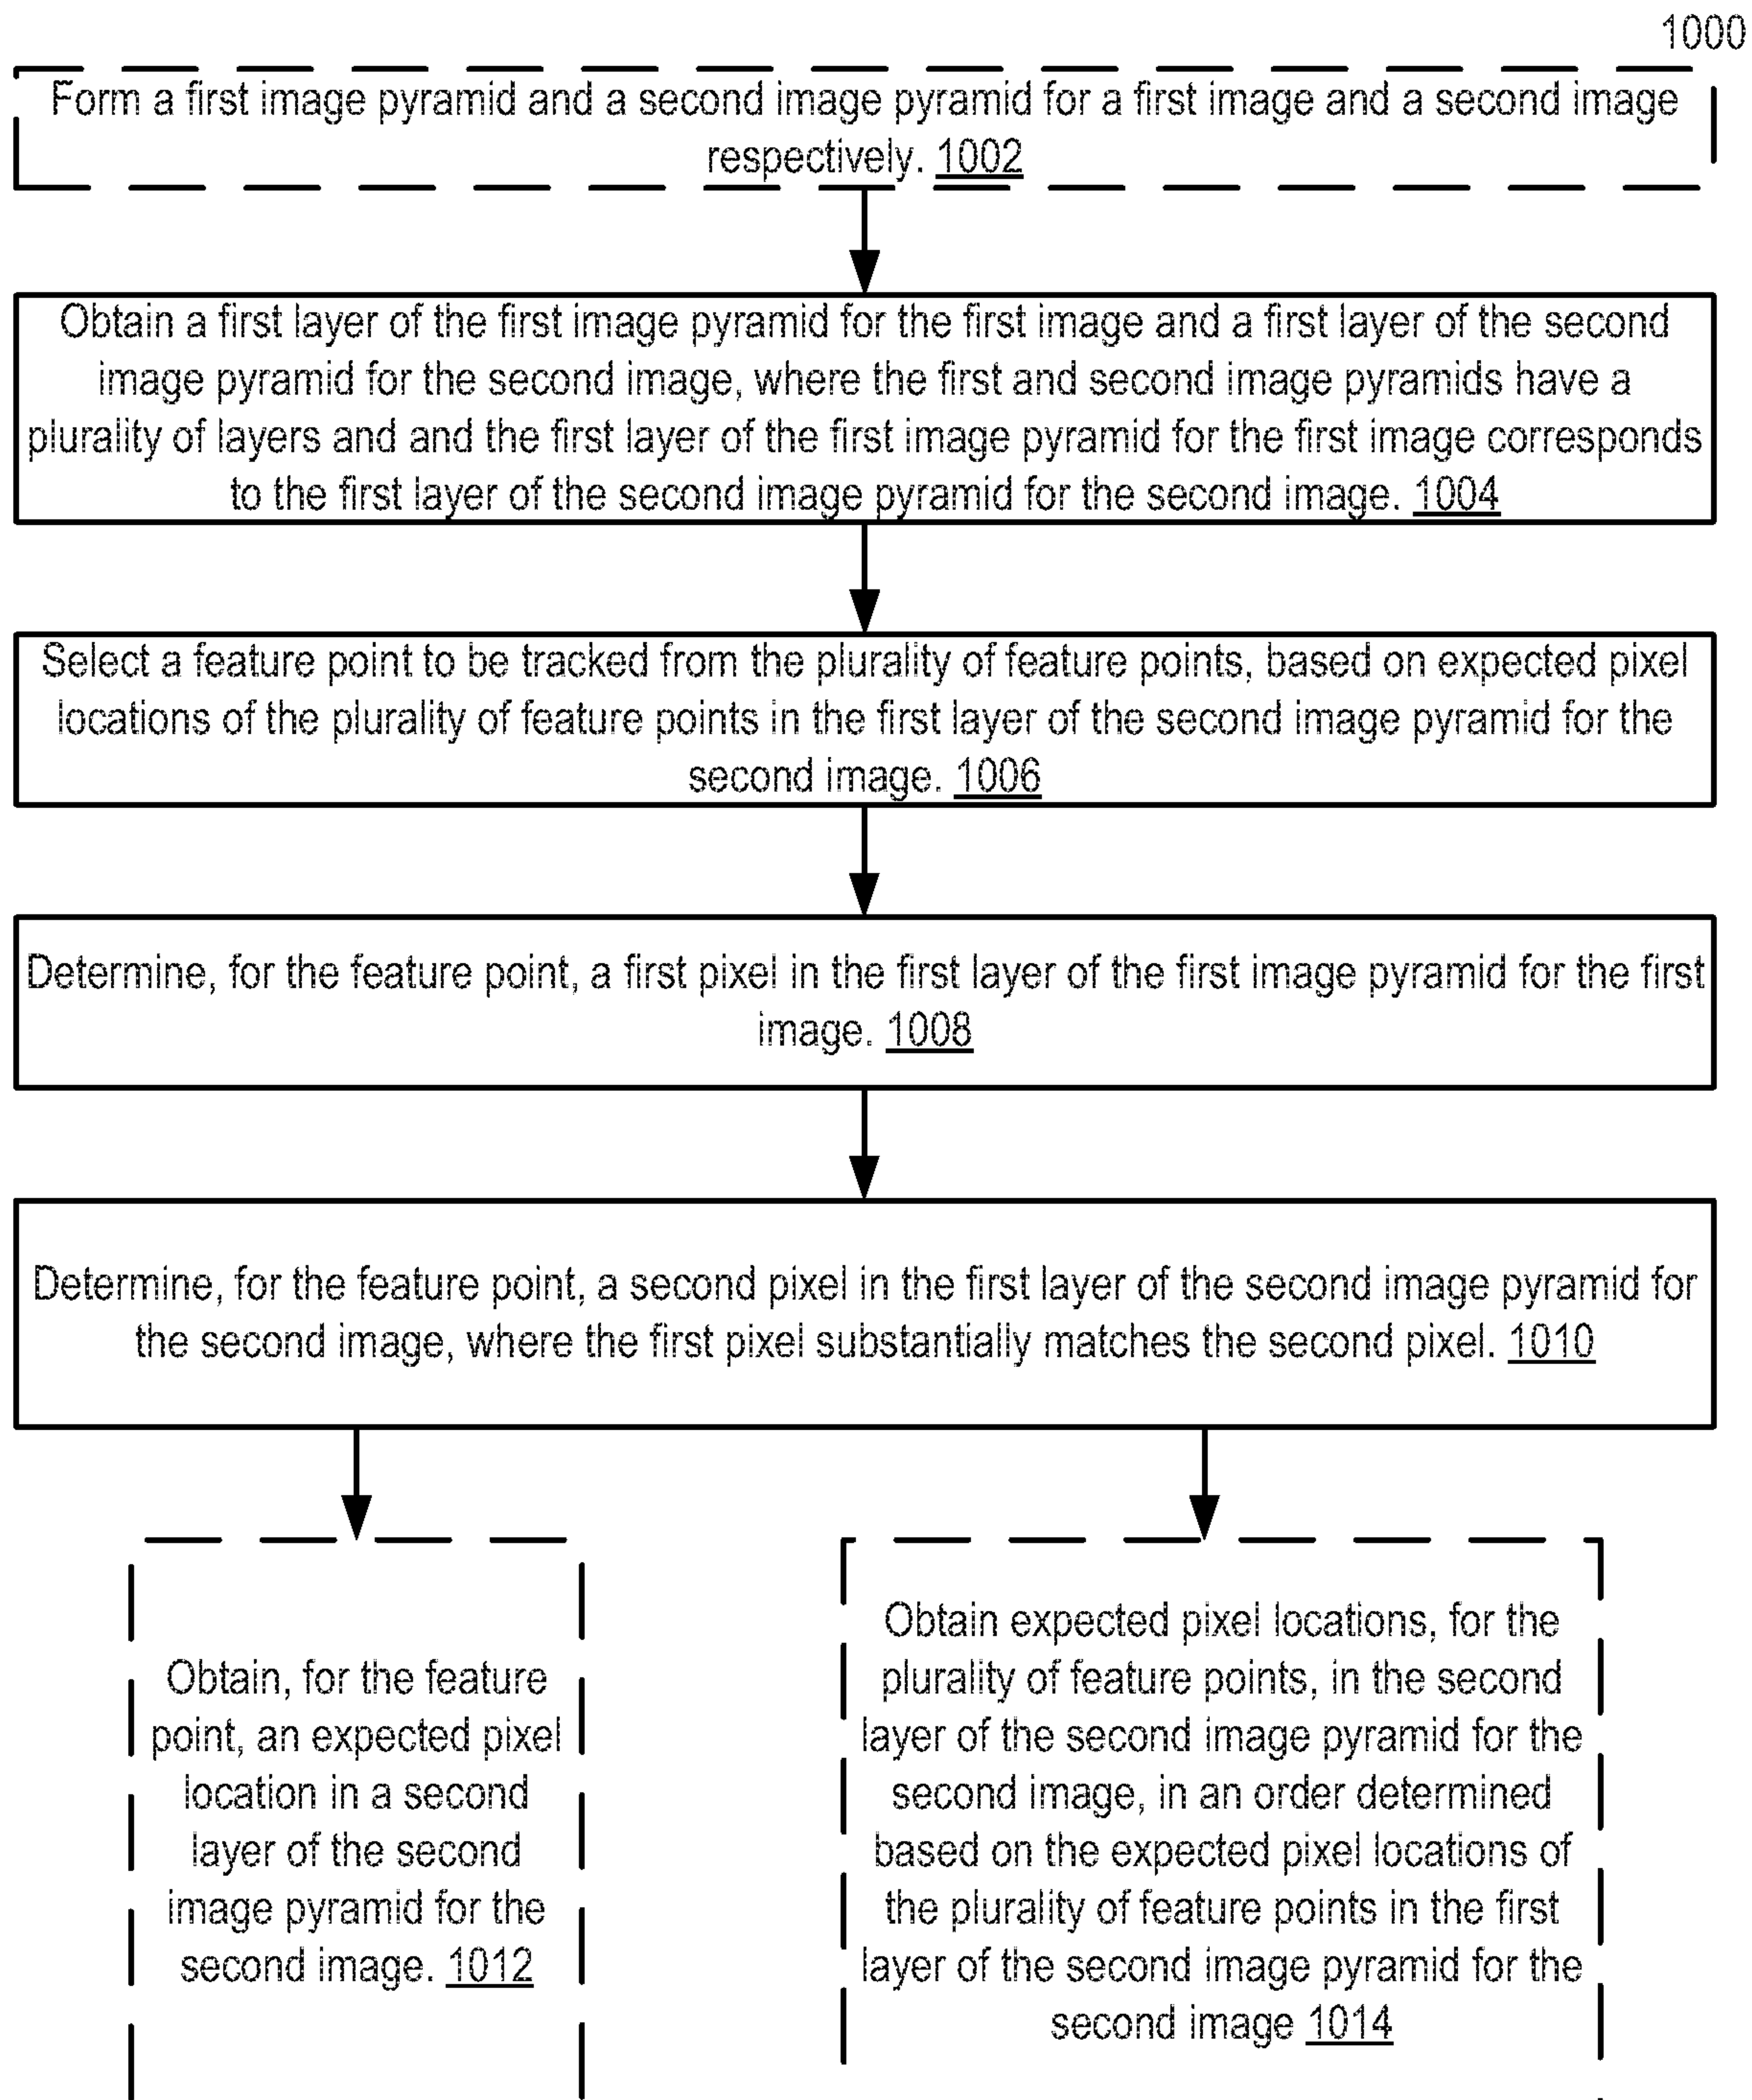 1000
Form a first image pyramid and a second image pyramid for a first image and a second image
respectively. 1002
Obtain a first layer of the first image pyramid for the first image and a first layer of the second
image pyramid for the second image, where the first and second image pyramids have a
plurality of layers and and the first layer of the first image pyramid for the first image corresponds
to the first layer of the second image pyramid for the second image. 1004
Select a feature point to be tracked from the plurality of feature points, based on expected pixel
locations of the plurality of feature points in the first layer of the second image pyramid for the
second image. 1006
Determine, for the feature point, a first pixel in the first layer of the first image pyramid for the first
image. 1008
Determine, for the feature point, a second pixel in the first layer of the second image pyramid for
the second image, where the first pixel substantially matches the second pixel. 1010
Obtain, for the feature
point, an expected pixel
location in a second
layer of the second
image pyramid for the
second image. 1012
Obtain expected pixel locations, for the
plurality of feature points, in the second
layer of the second image pyramid for the
second image, in an order determined
based on the expected pixel locations of
the plurality of feature points in the first
layer of the second image pyramid for the
second image 1014